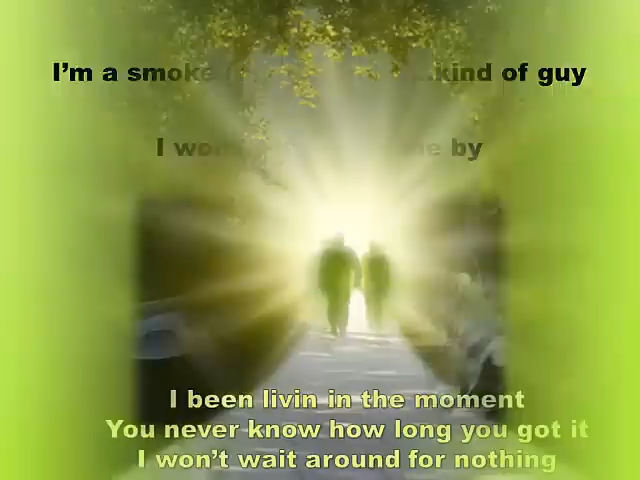 I'm a smoke kind of guy
I by
I been livin in the moment
You never know how long you got it
I won't wait around for nothing